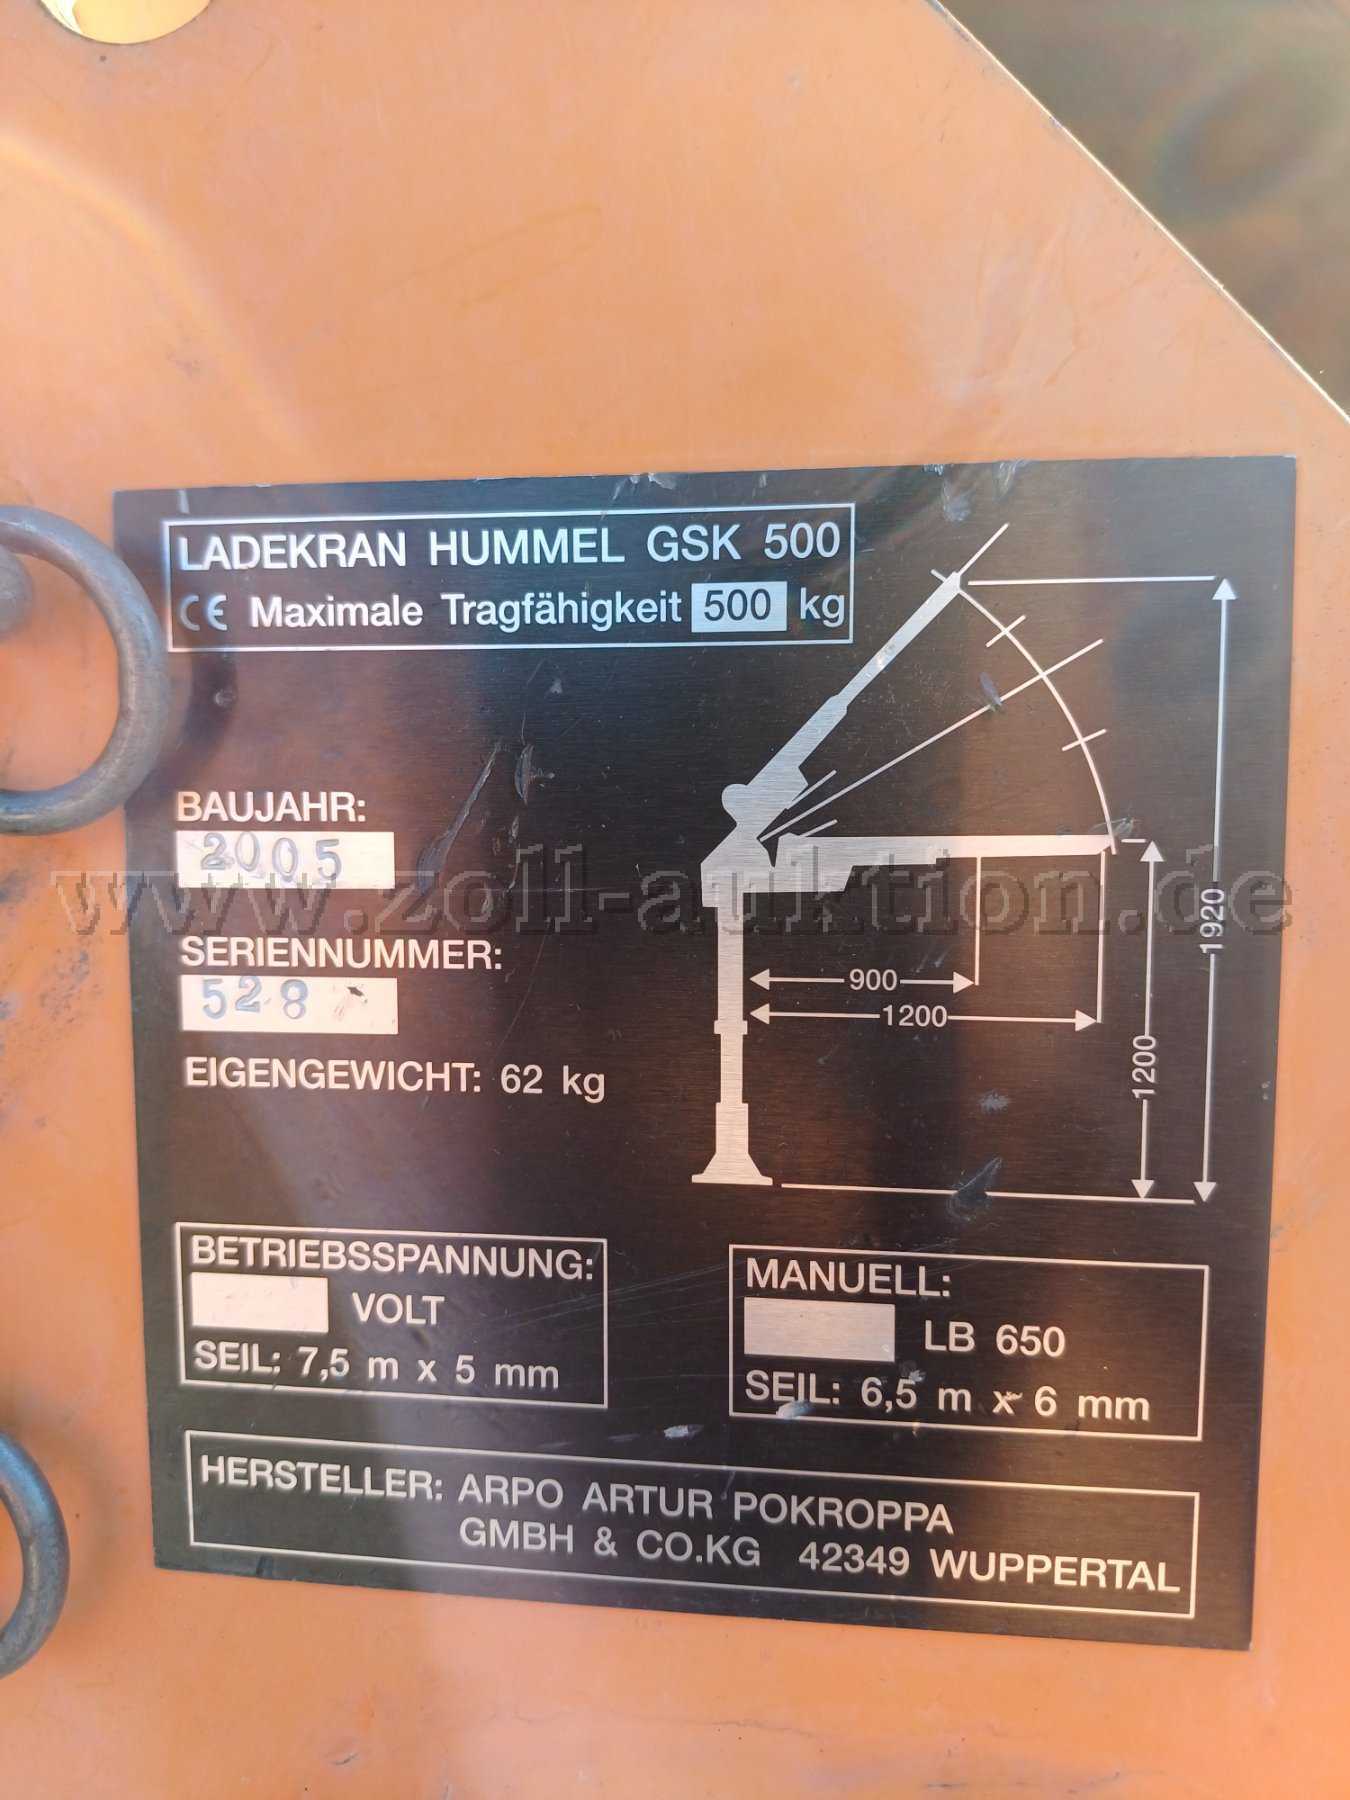 LADEKRAN HUMMEL GSK 500
CE Maximale Tragfähigkeit 500 kg
BAUJAHR:
2005
www.zoll-auktion.de
SERIENNUMMER:
528
EIGENGEWICHT: 62 kg
900
1200
1200
1920
BETRIEBSSPANNUNG:
VOLT
SEIL: 7,5 m x 5 mm
MANUELL:
LB 650
SEIL: 6,5 m x 6 mm
HERSTELLER: ARPO ARTUR POKROPPA
GMBH & CO.KG 42349 WUPPERTAL